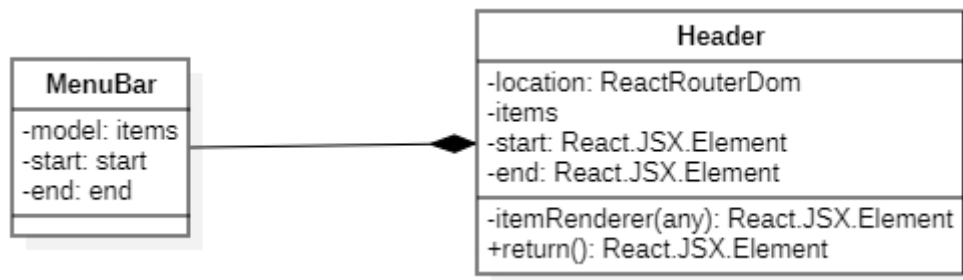 MenuBar
-model: items
-start: start
-end: end
Header
-location: ReactRouterDom
-items
-start: React.JSX.Element
-end: React.JSX.Element
-itemRenderer(any): React.JSX.Element
+return(): React.JSX.Element